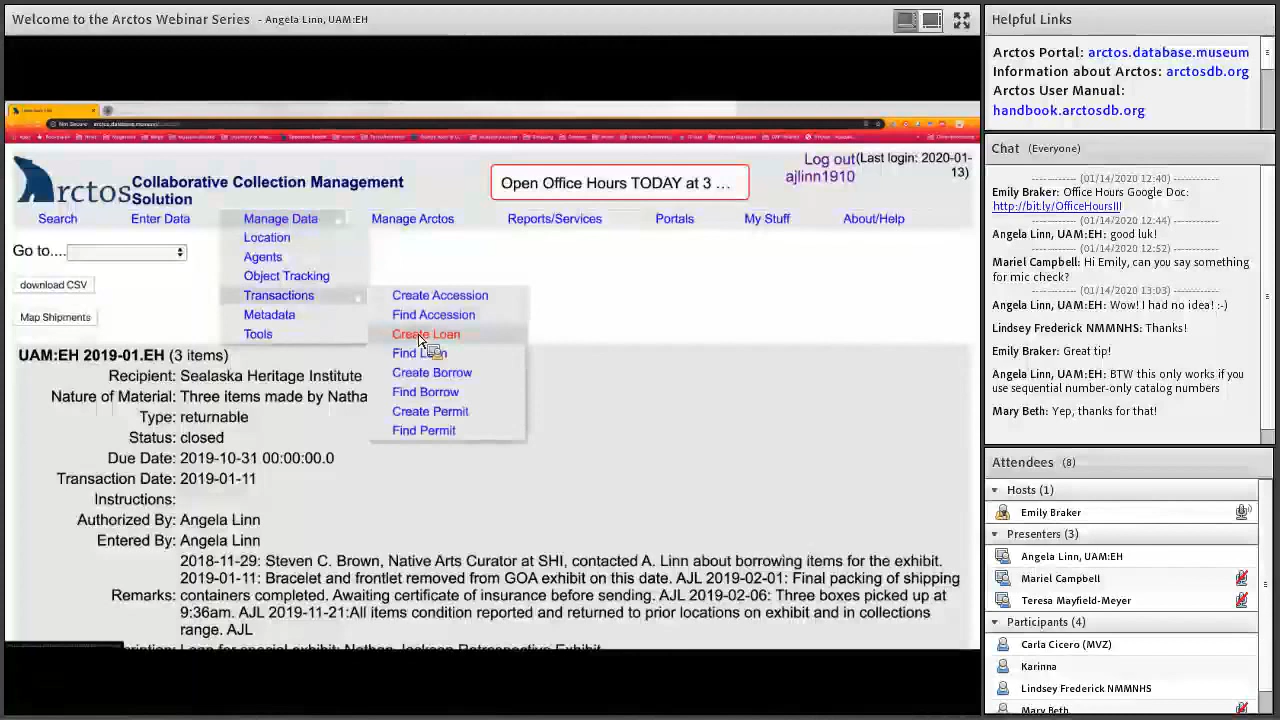 Welcome to the Arctos Webinar Series - Angela Linn, UAM:EH
Arctos
Collaborative Collection Management
Solution
Open Office Hours TODAY at 3 ...
Log out (Last login: 2020-01-
13)
ajlinn1910
Search Enter Data Manage Data Manage Arctos Reports/Services Portals My Stuff About/Help
Go to....
Location
Agents
Object Tracking
Transactions
Metadata
Tools
Create Accession
Find Accession
Create Loan
Find
Create Borrow
Find Borrow
Create Permit
Find Permit
download CSV
Map Shipments
UAM:EH 2019-01.EH (3 items)
Recipient: Sealaska Heritage Institute
Nature of Material: Three items made by Natha
Type: returnable
Status: closed
Due Date: 2019-10-31 00:00:00.0
Transaction Date: 2019-01-11
Instructions:
Authorized By: Angela Linn
Entered By: Angela Linn
Remarks: 2018-11-29: Steven C. Brown, Native Arts Curator at SHI, contacted A. Linn about borrowing items for the exhibit.
2019-01-11: Bracelet and frontlet removed from GOA exhibit on this date. AJL 2019-02-01: Final packing of shipping
containers completed. Awaiting certificate of insurance before sending. AJL 2019-02-06: Three boxes picked up at
9:36am. AJL 2019-11-21:All items condition reported and returned to prior locations on exhibit and in collections
range. AJL
Loan for special exhibit: Nathan Jackson Retrospective Exhibit
Helpful Links
Arctos Portal: arctos.database.museum
Information about Arctos: arctosdb.org
Arctos User Manual:
handbook.arctosdb.org
Chat (Everyone)
------------ (01/14/2020 12:40) ------------
Emily Braker: Office Hours Google Doc:
http://bit.ly/OfficeHoursIII
------------ (01/14/2020 12:44) ------------
Angela Linn, UAM:EH: good luk!
------------ (01/14/2020 12:52) ------------
Mariel Campbell: Hi Emily, can you say something
for mic check?
------------ (01/14/2020 13:03) ------------
Angela Linn, UAM:EH: Wow! I had no idea! :-)
Lindsey Frederick NMMNHS: Thanks!
Emily Braker: Great tip!
Angela Linn, UAM:EH: BTW this only works if you
use sequential number-only catalog numbers
Mary Beth: Yep, thanks for that!
Attendees (8)
Hosts (1)
Emily Braker
Presenters (3)
Angela Linn, UAM:EH
Mariel Campbell
Teresa Mayfield-Meyer
Participants (4)
Carla Cicero (MVZ)
Karinna
Lindsey Frederick NMMNHS
Mary Beth